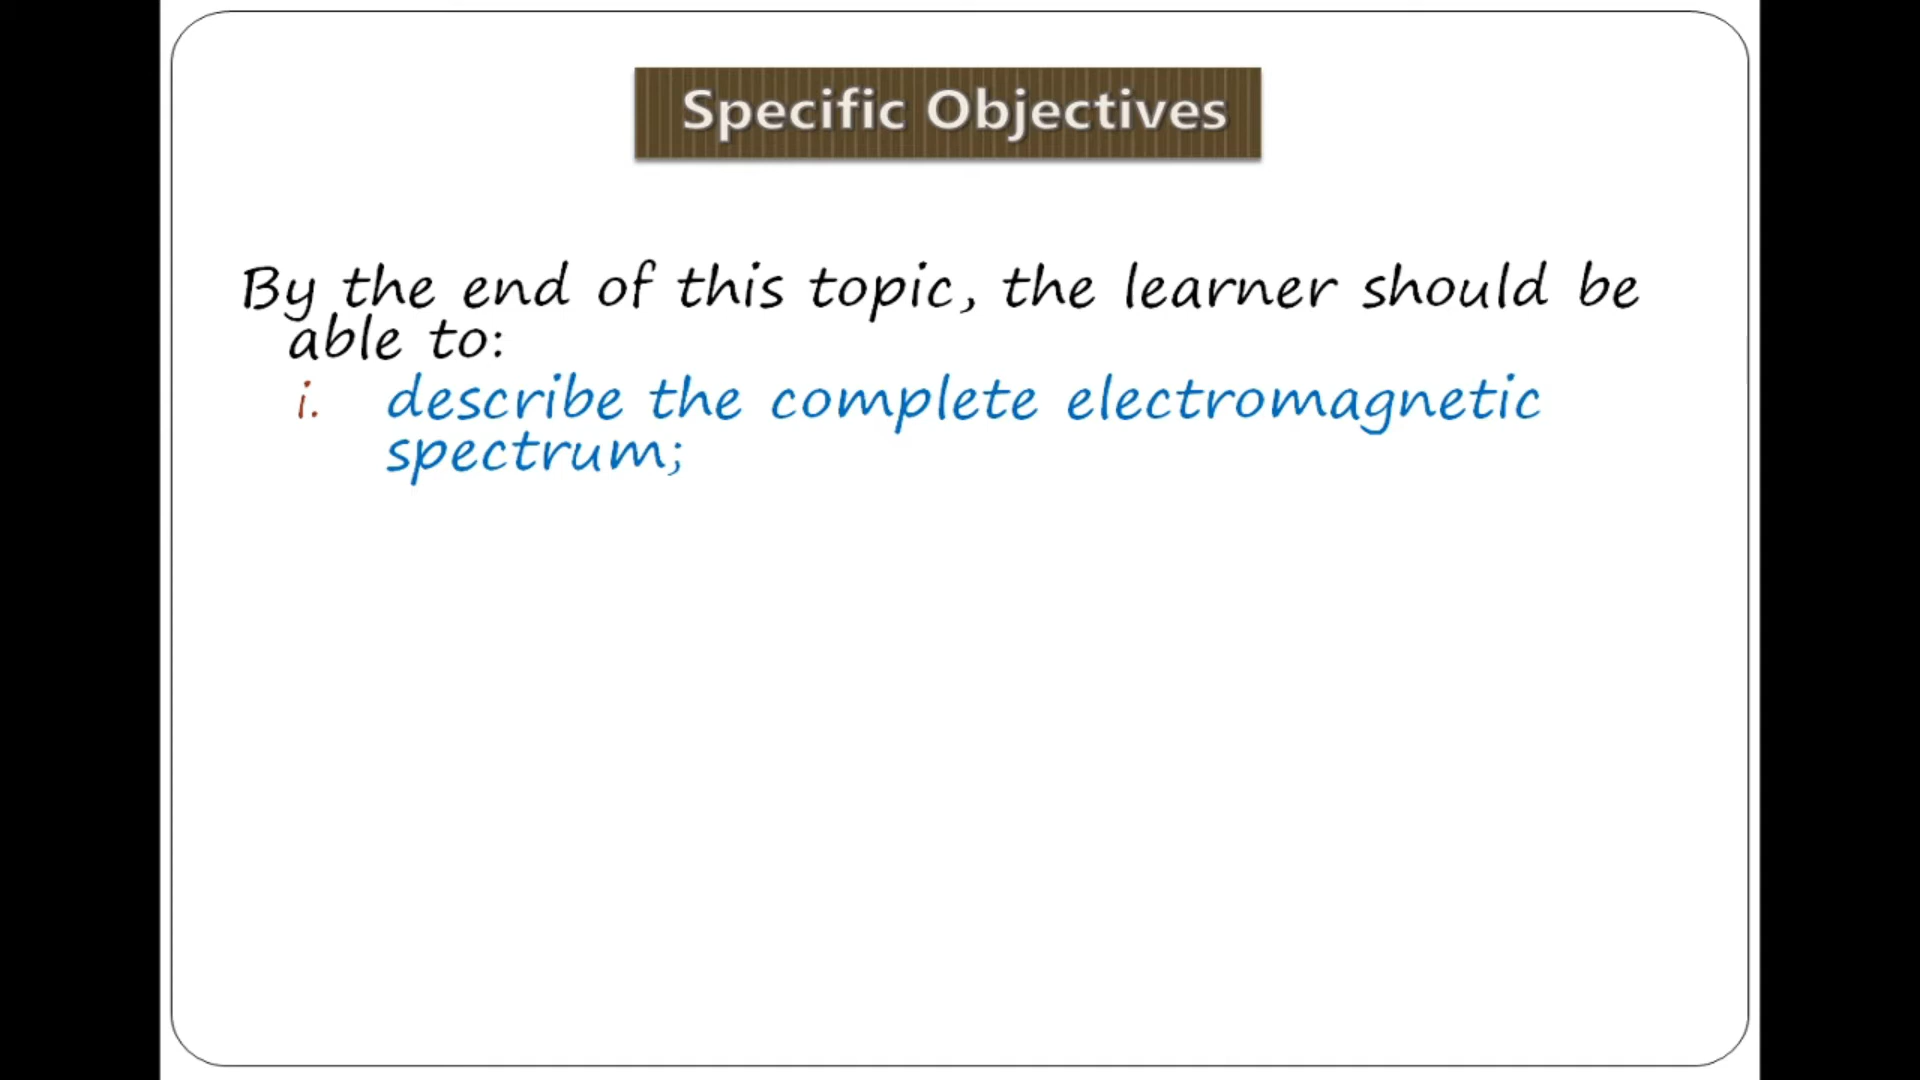 Specific Objectives
By the end of this topic, the learner should be
able to:
i. describe the complete electromagnetic
spectrum;